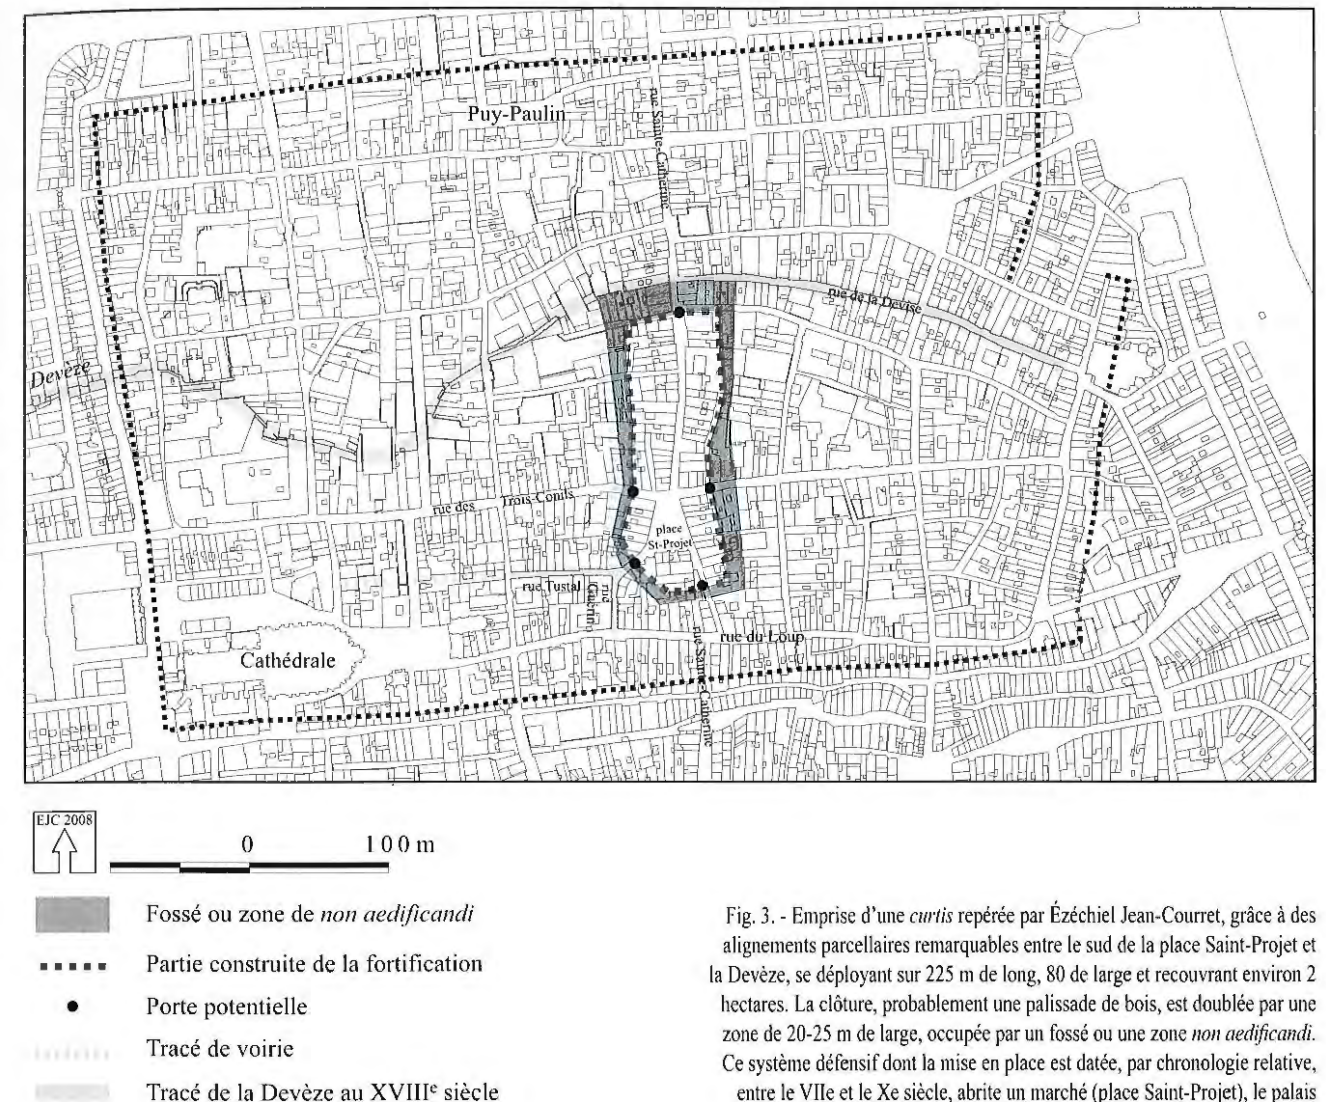 Puy-Paulin
rue Sainte-Catherine
rue de la Devise
Devèze
rue des Trois-Conils
place
St-Projet
rue Tustal
rue
Guérin
rue du Loup
Cathédrale
rue Sainte-Catherine
EJC 2008
0 100 m
Fossé ou zone de non aedificandi
Partie construite de la fortification
Porte potentielle
Tracé de voirie
Tracé de la Devèze au XVIIIe siècle
Fig. 3. - Emprise d'une curtis repérée par Ézéchiel Jean-Courret, grâce à des
alignements parcellaires remarquables entre le sud de la place Saint-Projet et
la Devèze, se déployant sur 225 m de long, 80 de large et recouvrant environ 2
hectares. La clôture, probablement une palissade de bois, est doublée par une
zone de 20-25 m de large, occupée par un fossé ou une zone non aedificandi.
Ce système défensif dont la mise en place est datée, par chronologie relative,
entre le VIIe et le Xe siècle, abrite un marché (place Saint-Projet), le palais